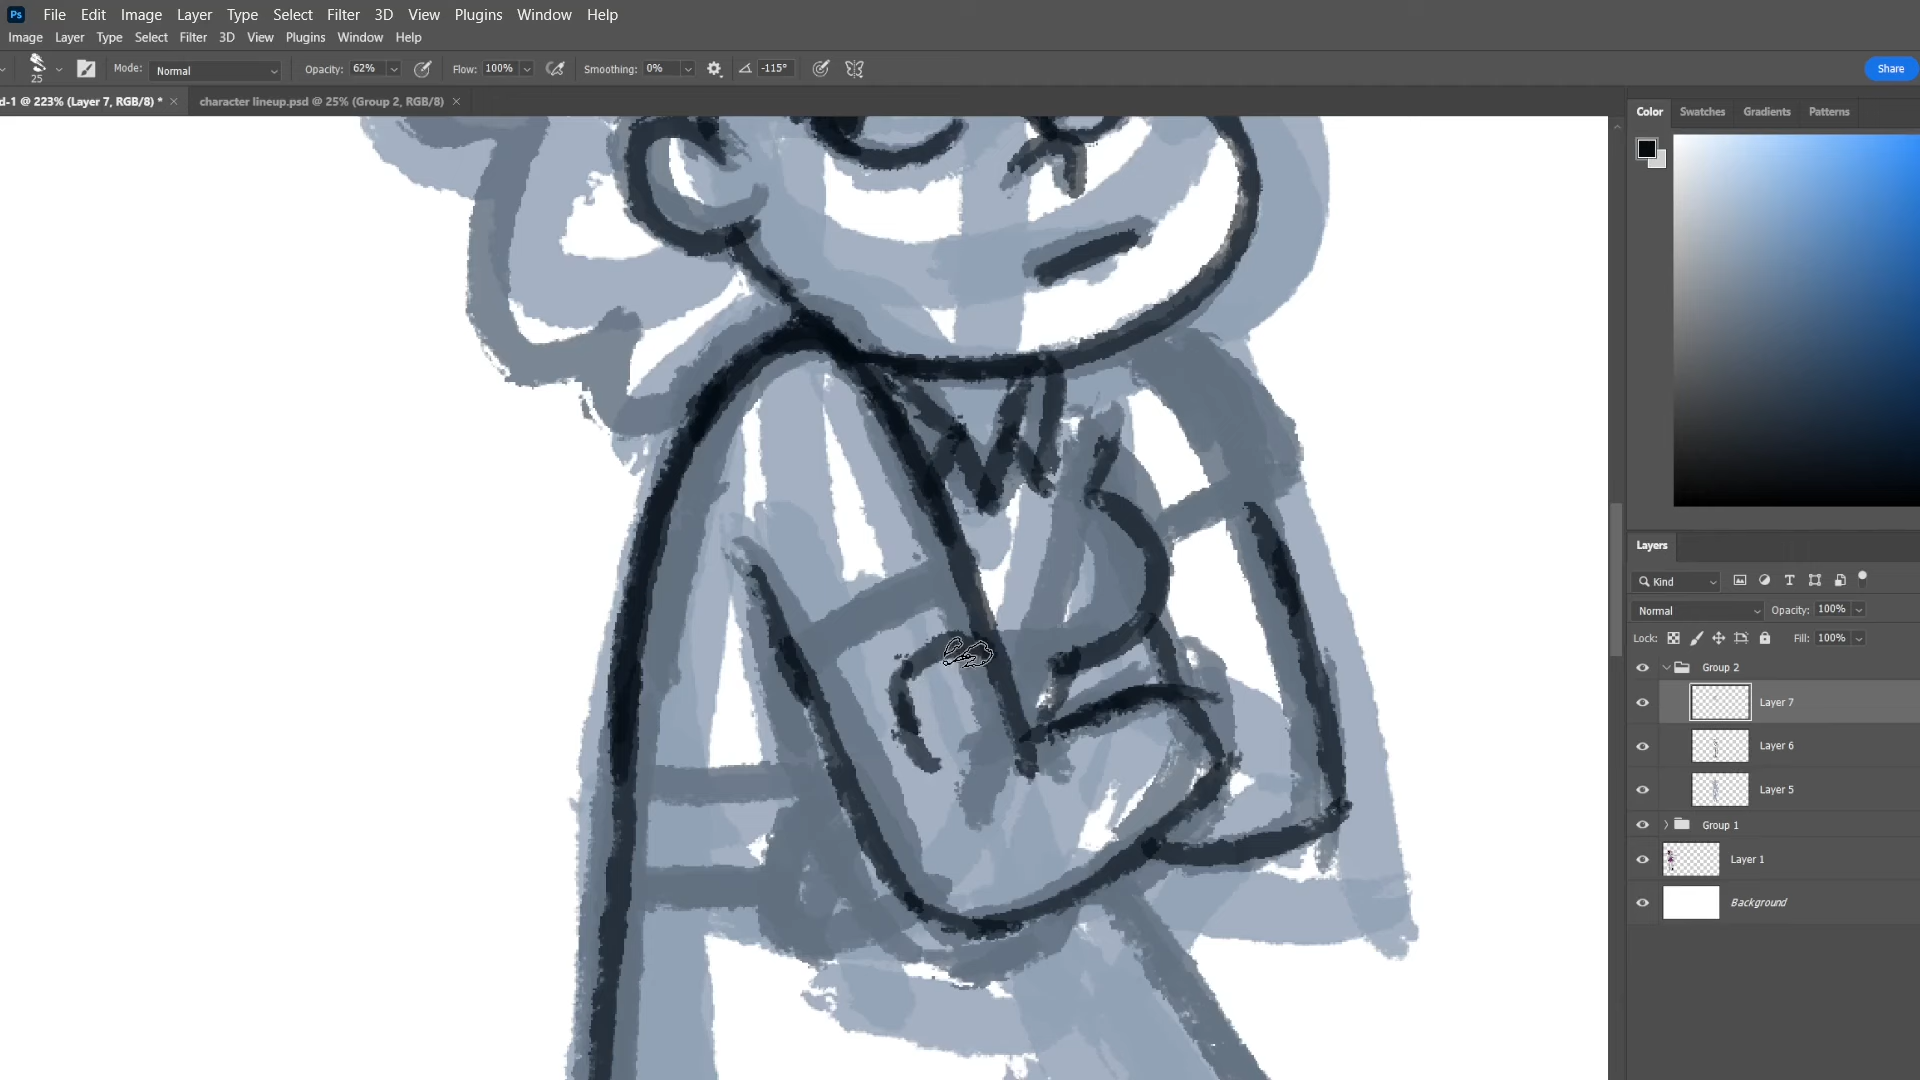 Ps File Edit Image Layer Type Select Filter 3D View Plugins Window Help
Image Layer Type Select Filter 3D View Plugins Window Help
25 Mode: Normal Opacity: 62% Flow: 100% Smoothing: 0% -115° Share
d-1 @ 223% (Layer 7, RGB/8) * × character lineup.psd @ 25% (Group 2, RGB/8) ×
Color Swatches Gradients Patterns
Layers
Kind
Normal Opacity: 100%
Lock: Fill: 100%
Group 2
Layer 7
Layer 6
Layer 5
Group 1
Layer 1
Background